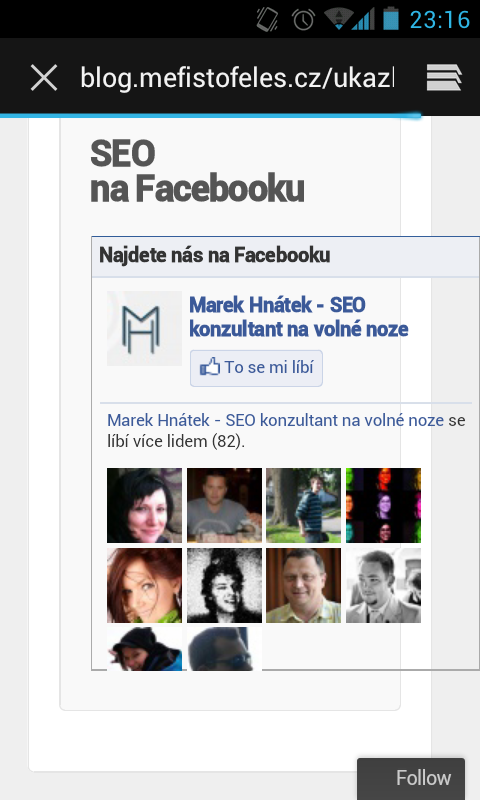 23:16
blog.mefistofeles.cz/ukazl
SEO
na Facebooku
Najdete nás na Facebooku
Marek Hnátek - SEO
konzultant na volné noze
To se mi líbí
Marek Hnátek - SEO konzultant na volné noze se
líbí více lidem (82).
Follow